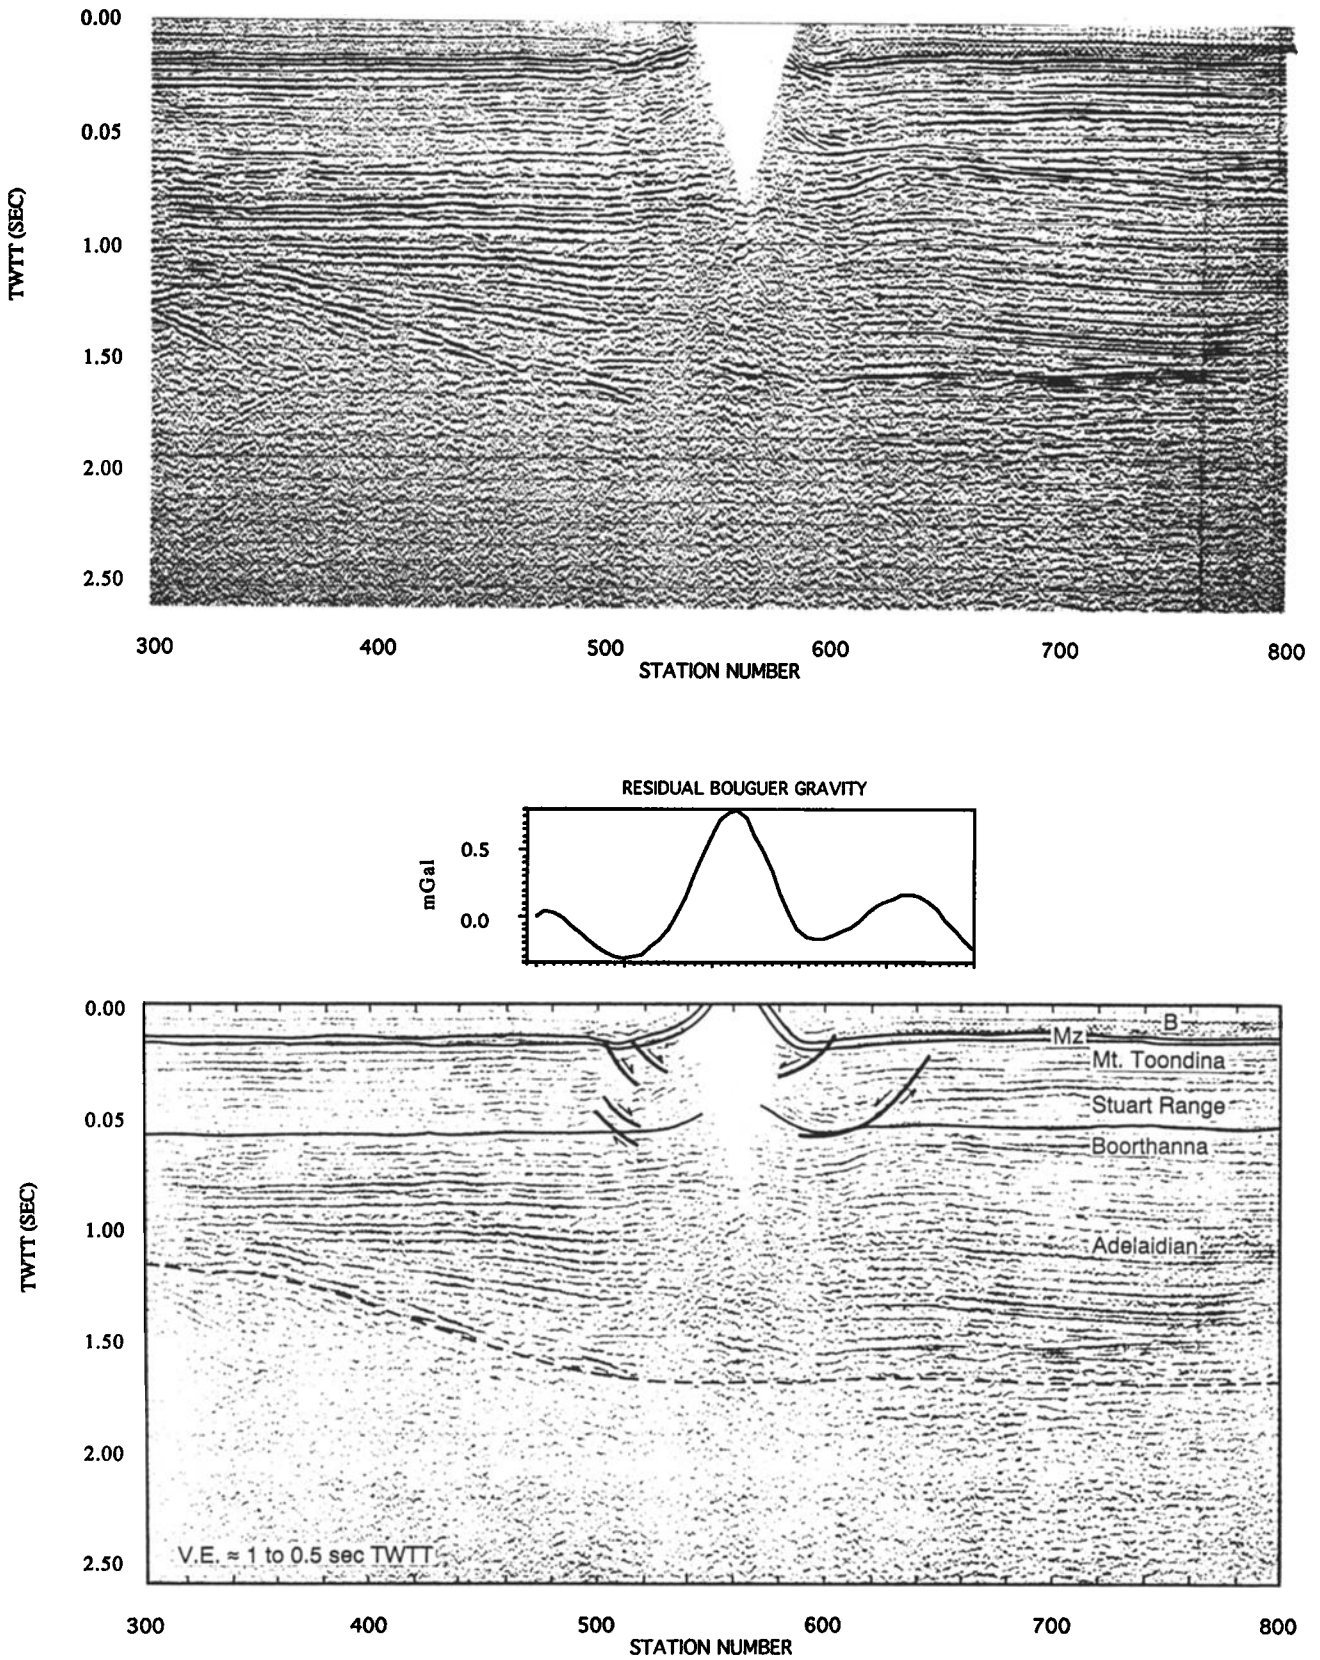 0.00
0.05
1.00
1.50
2.00
2.50
TWTT (SEC)
300 400 500 600 700 800
STATION NUMBER
RESIDUAL BOUGUER GRAVITY
mGal
0.5
0.0
0.00
0.05
1.00
1.50
2.00
2.50
TWTT (SEC)
B
Mz
Mt. Toondina
Stuart Range
Boorthanna
Adelaidian
V.E. ≈ 1 to 0.5 sec TWTT
300 400 500 600 700 800
STATION NUMBER